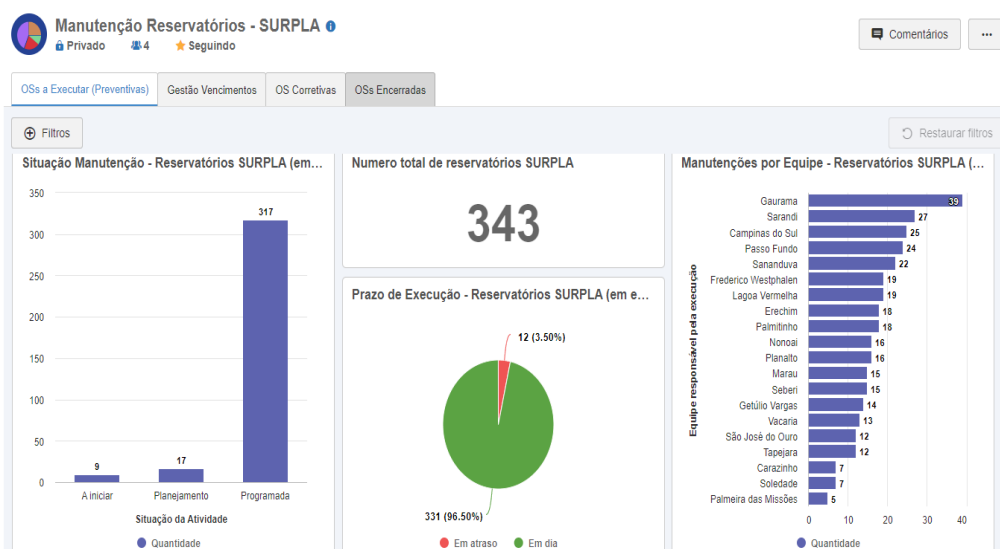 Manutenção Reservatórios - SURPLA
Privado 4 Seguindo
Comentários
...
OSs a Executar (Preventivas) Gestão Vencimentos OS Corretivas OSs Encerradas
Filtros
Restaurar filtros
Situação Manutenção - Reservatórios SURPLA (em...
350
300
250
200
150
100
50
0
9
17
317
A iniciar Planejamento Programada
Situação da Atividade
Quantidade
Numero total de reservatórios SURPLA
343
Prazo de Execução - Reservatórios SURPLA (em e...
12 (3.50%)
331 (96.50%)
Em atraso Em dia
Manutenções por Equipe - Reservatórios SURPLA (...
Equipe responsável pela execução
Gaurama 39
Sarandi 27
Campinas do Sul 25
Passo Fundo 24
Sananduva 22
Frederico Westphalen 19
Lagoa Vermelha 19
Erechim 18
Palmitinho 18
Nonoai 16
Planalto 16
Marau 15
Seberi 15
Getúlio Vargas 14
Vacaria 13
São José do Ouro 12
Tapejara 12
Carazinho 7
Soledade 7
Palmeira das Missões 5
0 10 20 30 40
Quantidade